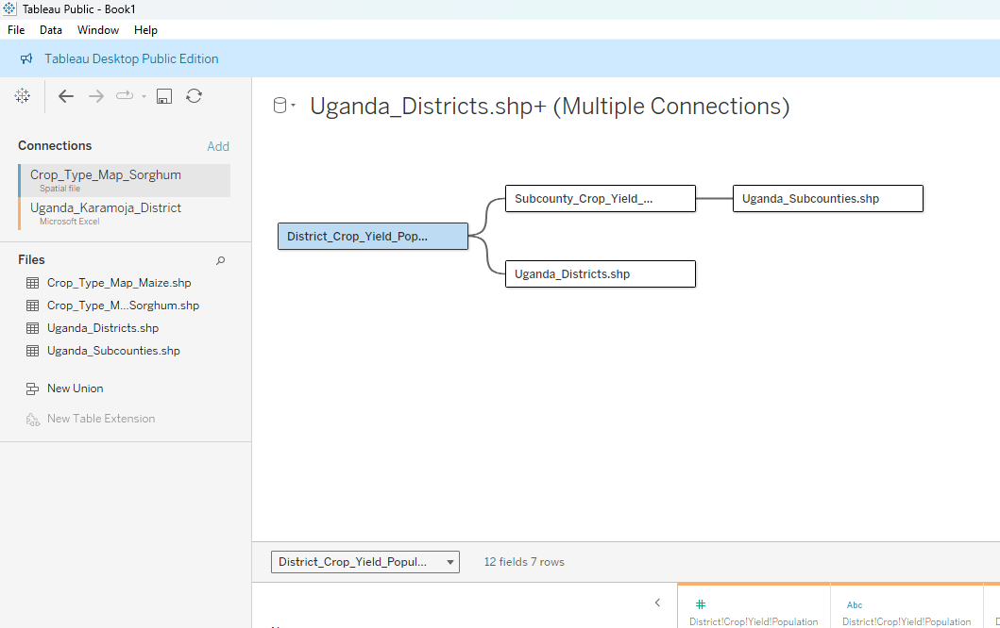 Tableau Public - Book1
File Data Window Help
Tableau Desktop Public Edition
Connections Add
Crop_Type_Map_Sorghum
Spatial file
Uganda_Karamoja_District
Microsoft Excel
Files
Crop_Type_Map_Maize.shp
Crop_Type_M...Sorghum.shp
Uganda_Districts.shp
Uganda_Subcounties.shp
New Union
New Table Extension
Uganda_Districts.shp+ (Multiple Connections)
Subcounty_Crop_Yield_... Uganda_Subcounties.shp
District_Crop_Yield_Pop...
Uganda_Districts.shp
District_Crop_Yield_Popul... 12 fields 7 rows
# Abc
District!Crop!Yield!Population District!Crop!Yield!Population